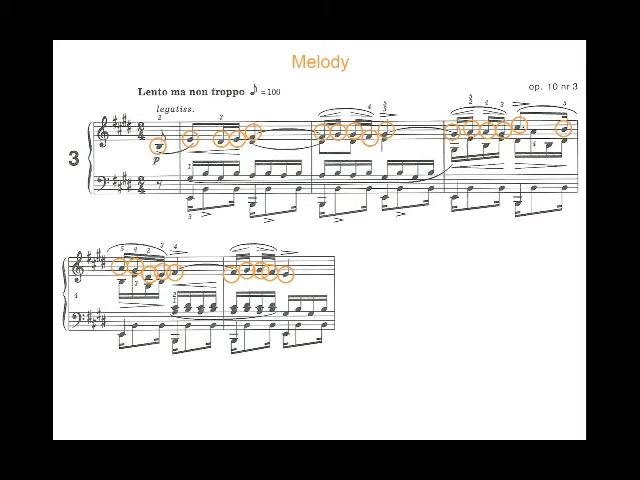 Melody
op. 10 nr 3
Lento ma non troppo ♪=100
legatiss.
3
p